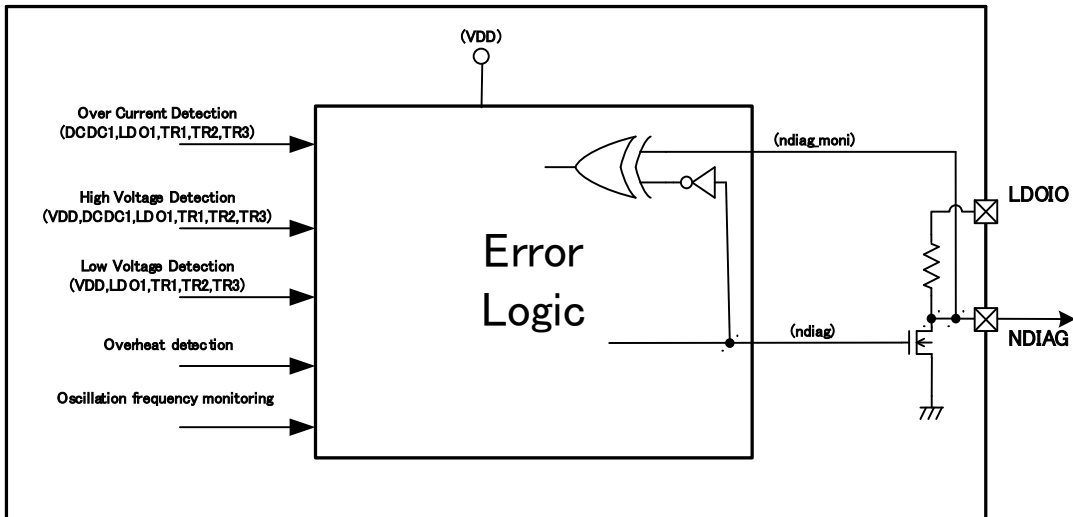 (VDD)
Over Current Detection
(DCDC1,LDO1,TR1,TR2,TR3)
High Voltage Detection
(VDD,DCDC1,LDO1,TR1,TR2,TR3)
Low Voltage Detection
(VDD,LDO1,TR1,TR2,TR3)
Overheat detection
Oscillation frequency monitoring
Error
Logic
(ndiag_moni)
(ndiag)
LDOIO
NDIAG